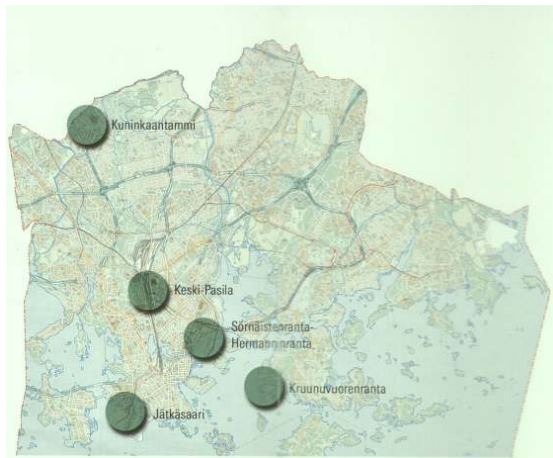 Kuninkaantammi
Keski-Pasila
Sörnäistenranta-
Hermanninranta
Kruunuvuorenranta
Jätkäsaari